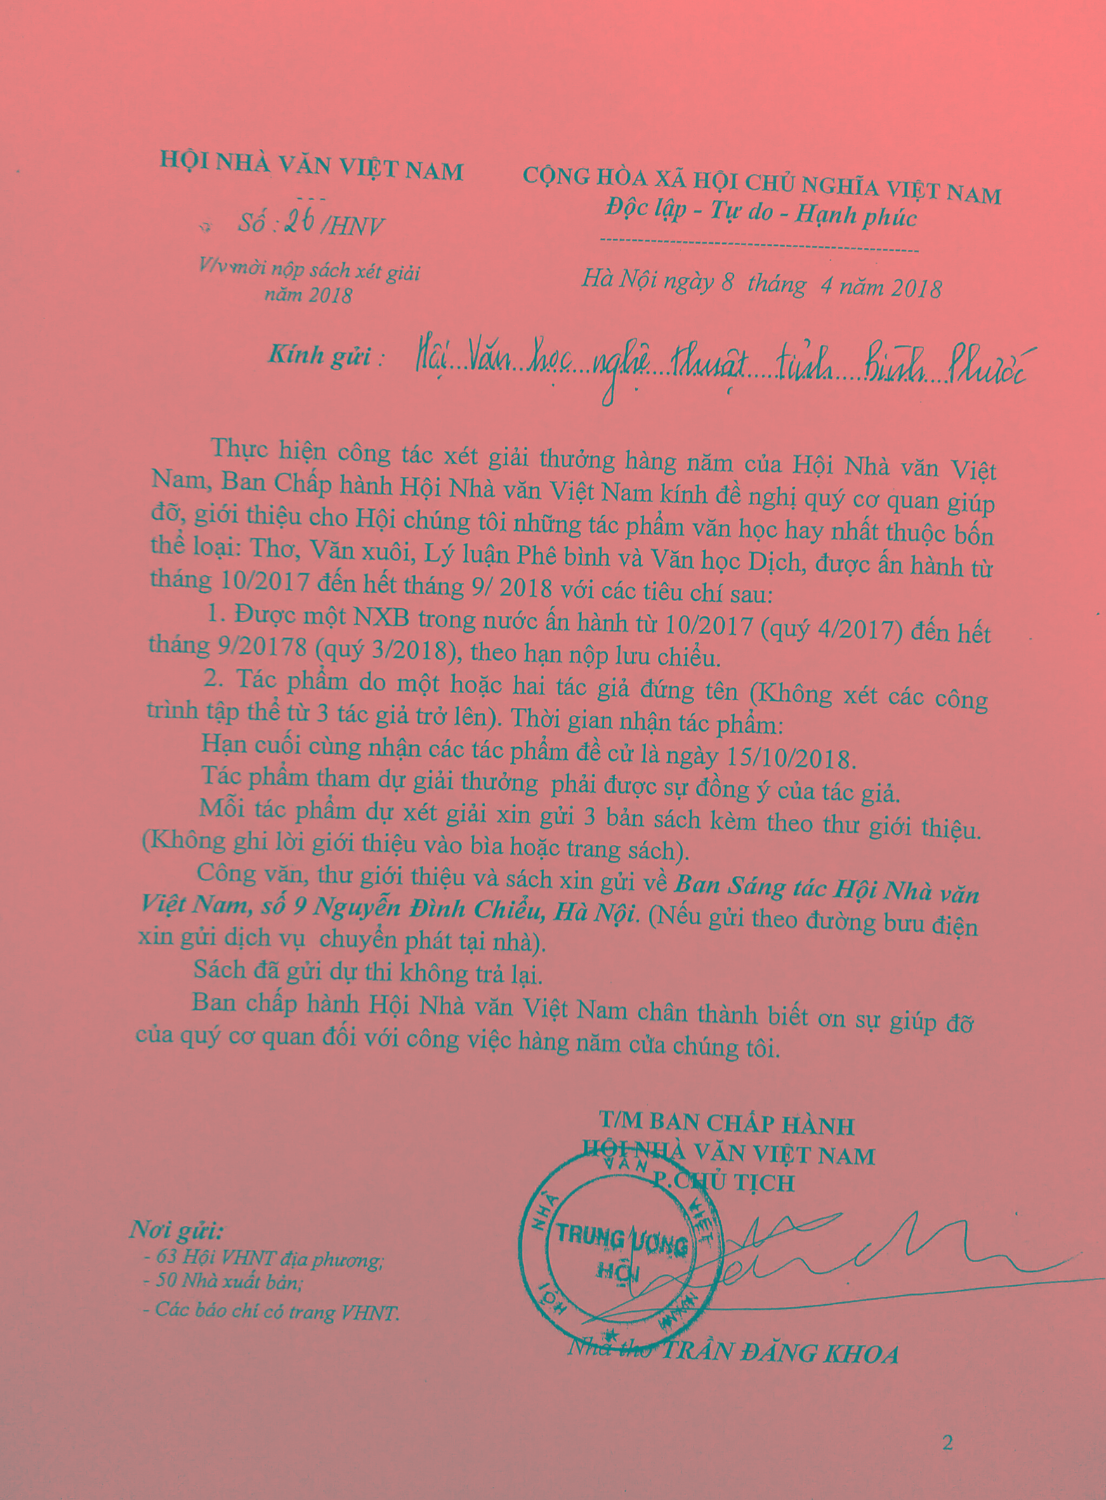 HỘI NHÀ VĂN VIỆT NAM
Số : 26 /HNV
V/v mời nộp sách xét giải
năm 2018
CỘNG HÒA XÃ HỘI CHỦ NGHĨA VIỆT NAM
Độc lập - Tự do - Hạnh phúc
Hà Nội ngày 8 tháng 4 năm 2018
Kính gửi : Hội Văn học nghệ thuật tỉnh Bình Phước
Thực hiện công tác xét giải thưởng hàng năm của Hội Nhà văn Việt
Nam, Ban Chấp hành Hội Nhà văn Việt Nam kính đề nghị quý cơ quan giúp
đỡ, giới thiệu cho Hội chúng tôi những tác phẩm văn học hay nhất thuộc bốn
thể loại: Thơ, Văn xuôi, Lý luận Phê bình và Văn học Dịch, được ấn hành từ
tháng 10/2017 đến hết tháng 9/ 2018 với các tiêu chí sau:
1. Được một NXB trong nước ấn hành từ 10/2017 (quý 4/2017) đến hết
tháng 9/20178 (quý 3/2018), theo hạn nộp lưu chiểu.
2. Tác phẩm do một hoặc hai tác giả đứng tên (Không xét các công
trình tập thể từ 3 tác giả trở lên). Thời gian nhận tác phẩm:
Hạn cuối cùng nhận các tác phẩm đề cử là ngày 15/10/2018.
Tác phẩm tham dự giải thưởng phải được sự đồng ý của tác giả.
Mỗi tác phẩm dự xét giải xin gửi 3 bản sách kèm theo thư giới thiệu.
(Không ghi lời giới thiệu vào bìa hoặc trang sách).
Công văn, thư giới thiệu và sách xin gửi về Ban Sáng tác Hội Nhà văn
Việt Nam, số 9 Nguyễn Đình Chiểu, Hà Nội. (Nếu gửi theo đường bưu điện
xin gửi dịch vụ chuyển phát tại nhà).
Sách đã gửi dự thi không trả lại.
Ban chấp hành Hội Nhà văn Việt Nam chân thành biết ơn sự giúp đỡ
của quý cơ quan đối với công việc hàng năm cửa chúng tôi.
T/M BAN CHẤP HÀNH
HỘI NHÀ VĂN VIỆT NAM
P.CHỦ TỊCH
HỘI NHÀ VĂN VIỆT NAM
TRUNG ƯƠNG
HỘI
Nhà thơ TRẦN ĐĂNG KHOA
Nơi gửi:
- 63 Hội VHNT địa phương;
- 50 Nhà xuất bản;
- Các báo chí có trang VHNT.
2